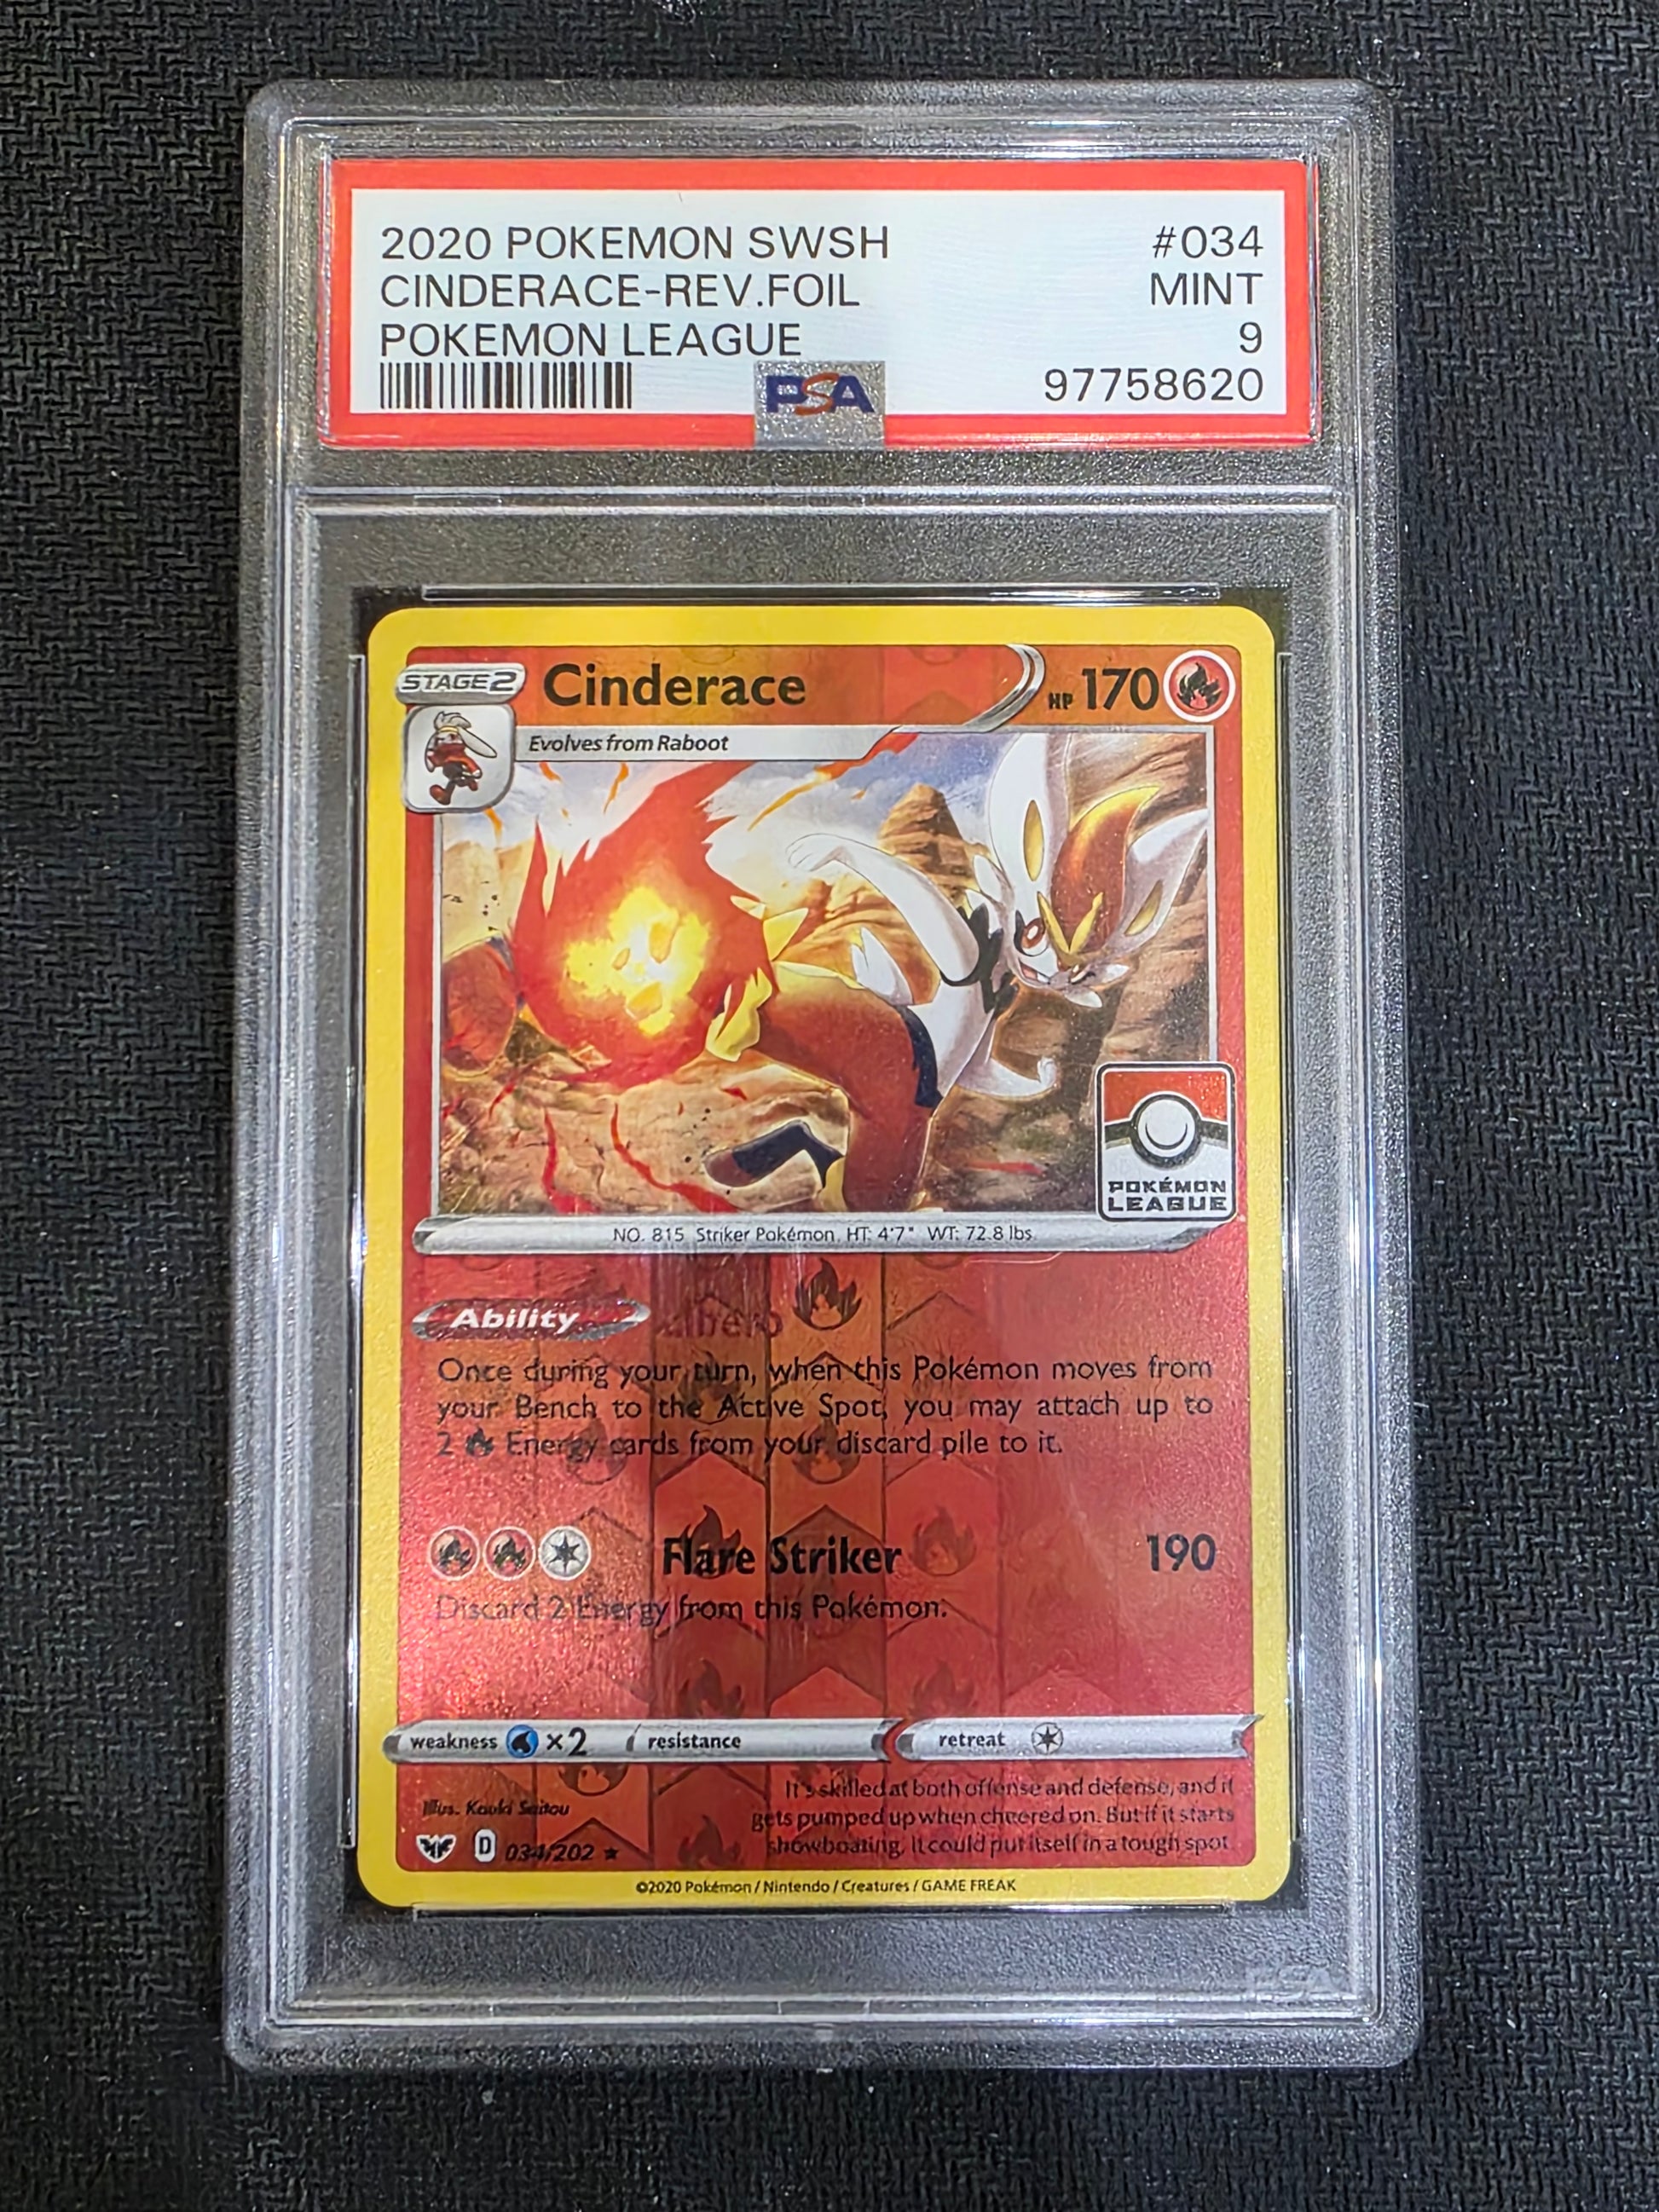 2020 POKEMON SWSH #034
CINDERACE-REV.FOIL MINT
POKEMON LEAGUE 9
PSA 97758620
STAGE 2 Cinderace HP 170
Evolves from Raboot
POKÉMON
LEAGUE
NO. 815 Striker Pokémon HT: 4'7" WT: 72.8 lbs
Ability Libero
Once during your turn, when this Pokémon moves from
your Bench to the Active Spot, you may attach up to
2 Energy cards from your discard pile to it.
Flare Striker 190
Discard 2 Energy from this Pokémon.
weakness ×2 resistance retreat
It's skilled at both offense and defense, and it
Illus. Kouki Saitou
gets pumped up when cheered on. But if it starts
D 034/202 ★
showboating, it could put itself in a tough spot.
©2020 Pokémon / Nintendo / Creatures / GAME FREAK
PSA